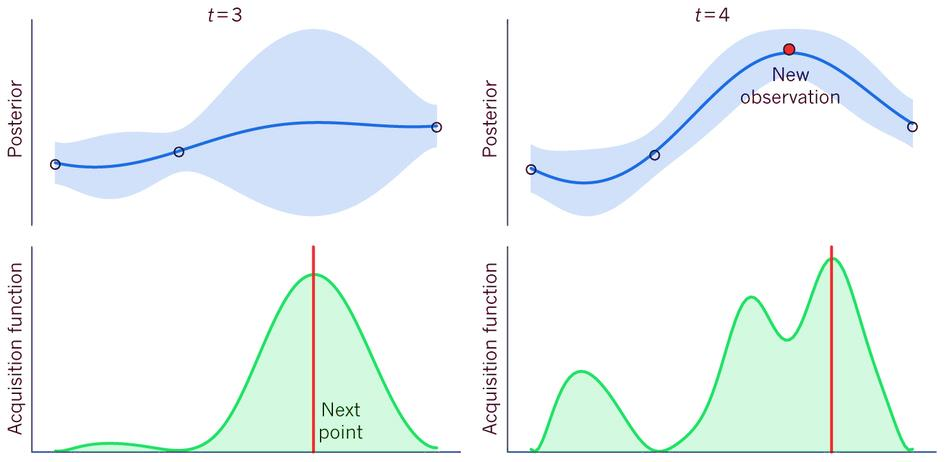 t=3
t=4
Posterior
Posterior
New
observation
Acquisition function
Acquisition function
Next
point